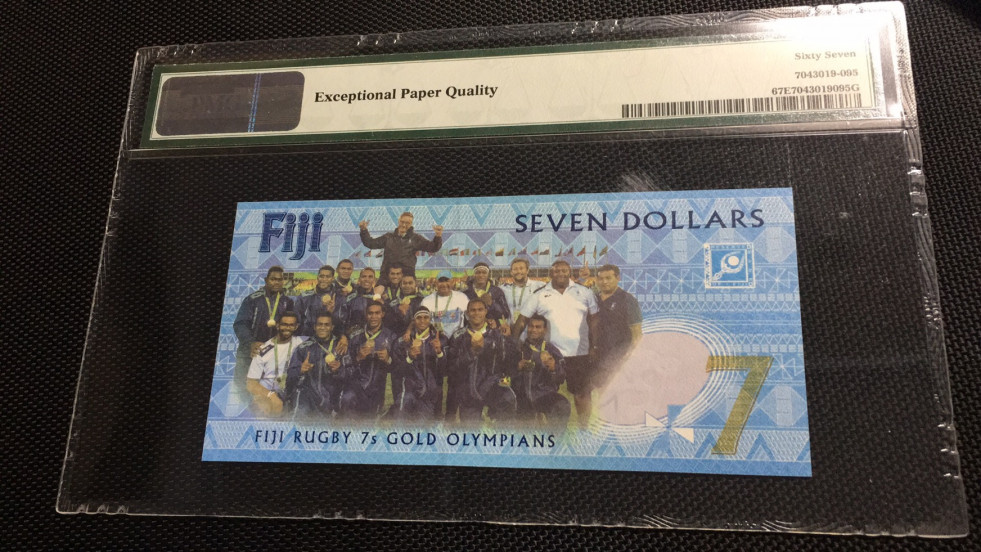 Sixty Seven
Exceptional Paper Quality
7043019-095
67E7043019095G
Fiji
SEVEN DOLLARS
7
FIJI RUGBY 7s GOLD OLYMPIANS